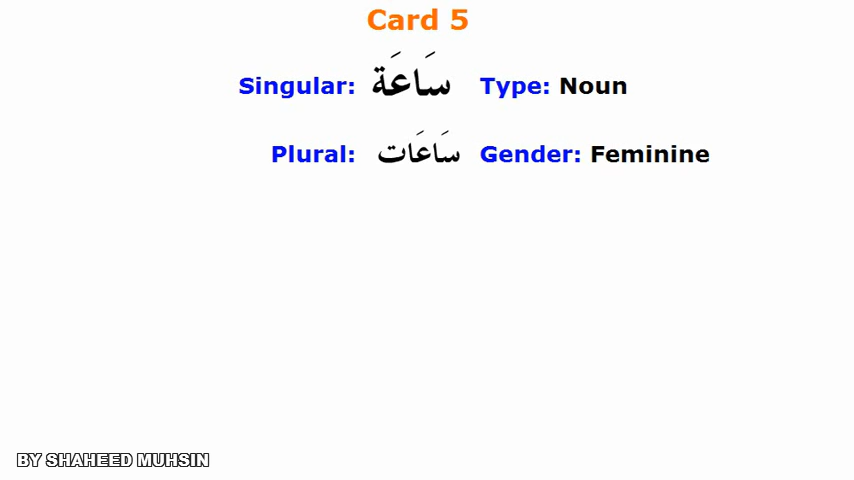 Card 5
Singular: سَاعَة Type: Noun
Plural: سَاعَات Gender: Feminine
BY SHAHEED MUHSIN